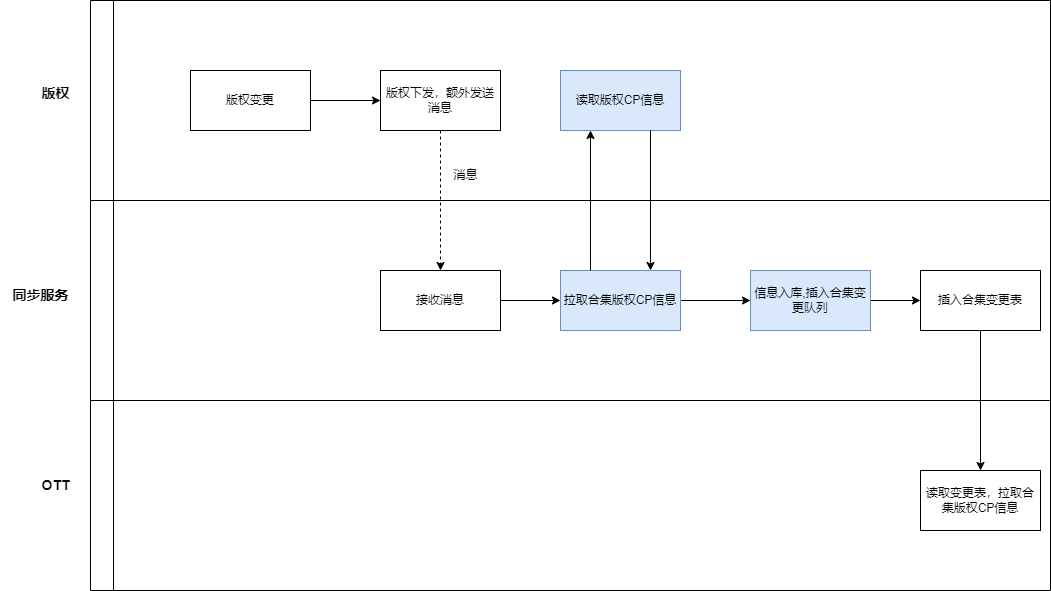 版权
版权变更
版权下发，额外发送
消息
读取版权CP信息
消息
同步服务
接收消息
拉取合集版权CP信息
信息入库,插入合集变
更队列
插入合集变更表
OTT
读取变更表，拉取合
集版权CP信息